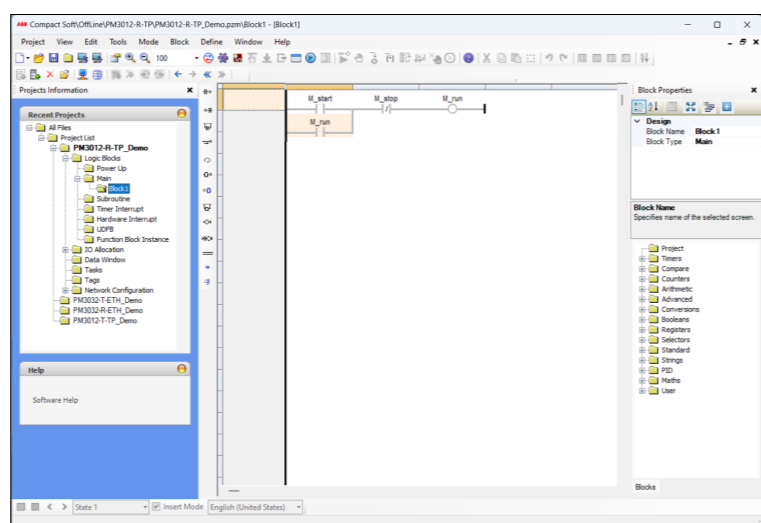 ABB Compact Soft\OffLine\PM3012-R-TP\PM3012-R-TP_Demo.pzm\Block1 - [Block1]
Project View Edit Tools Mode Block Define Window Help
100
Projects Information
Recent Projects
All Files
Project List
PM3012-R-TP_Demo
Logic Blocks
Power Up
Main
Block1
Subroutine
Timer Interrupt
Hardware Interrupt
UDFB
Function Block Instance
IO Allocation
Data Window
Tasks
Tags
Network Configuration
PM3032-T-ETH_Demo
PM3032-R-ETH_Demo
PM3012-T-TP_Demo
Help
Software Help
M_start M_stop M_run
M_run
Block Properties
Design
Block Name Block1
Block Type Main
Block Name
Specifies name of the selected screen.
Project
Timers
Compare
Counters
Arithmetic
Advanced
Conversions
Booleans
Registers
Selectors
Standard
Strings
PID
Maths
User
Blocks
State 1 Insert Mode English (United States)